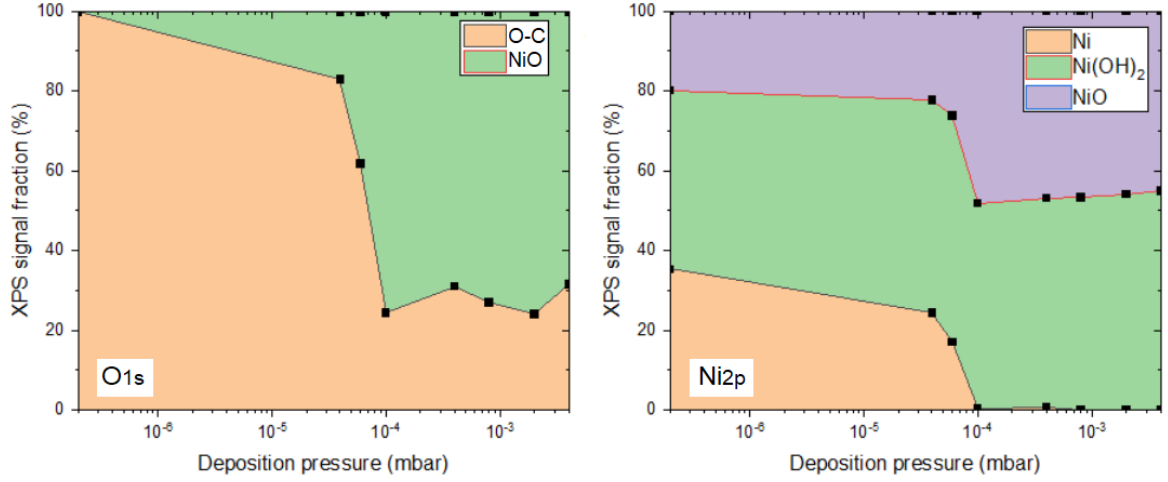 100
80
60
40
20
0
XPS signal fraction (%)
O-C
NiO
O1s
10-6
10-5
10-4
10-3
Deposition pressure (mbar)
100
80
60
40
20
0
XPS signal fraction (%)
Ni
Ni(OH)2
NiO
Ni2p
10-6
10-5
10-4
10-3
Deposition pressure (mbar)